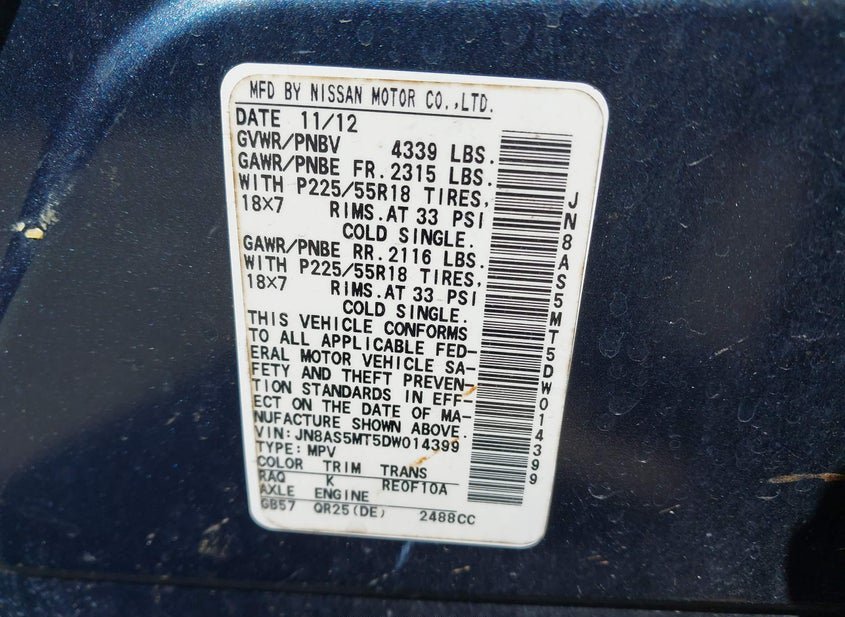 MFD BY NISSAN MOTOR CO.,LTD.
DATE 11/12
GVWR/PNBV 4339 LBS.
GAWR/PNBE FR.2315 LBS.
WITH P225/55R18 TIRES,
18×7 RIMS.AT 33 PSI
COLD SINGLE.
GAWR/PNBE RR.2116 LBS.
WITH P225/55R18 TIRES,
18×7 RIMS.AT 33 PSI
COLD SINGLE.
THIS VEHICLE CONFORMS
TO ALL APPLICABLE FED-
ERAL MOTOR VEHICLE SA-
FETY AND THEFT PREVEN-
TION STANDARDS IN EFF-
ECT ON THE DATE OF MA-
NUFACTURE SHOWN ABOVE.
VIN:JN8AS5MT5DW014399
TYPE:MPV
COLOR TRIM TRANS
RAQ K RE0F10A
AXLE ENGINE
GB57 QR25(DE) 2488CC
JN8AS5MT5DW014399